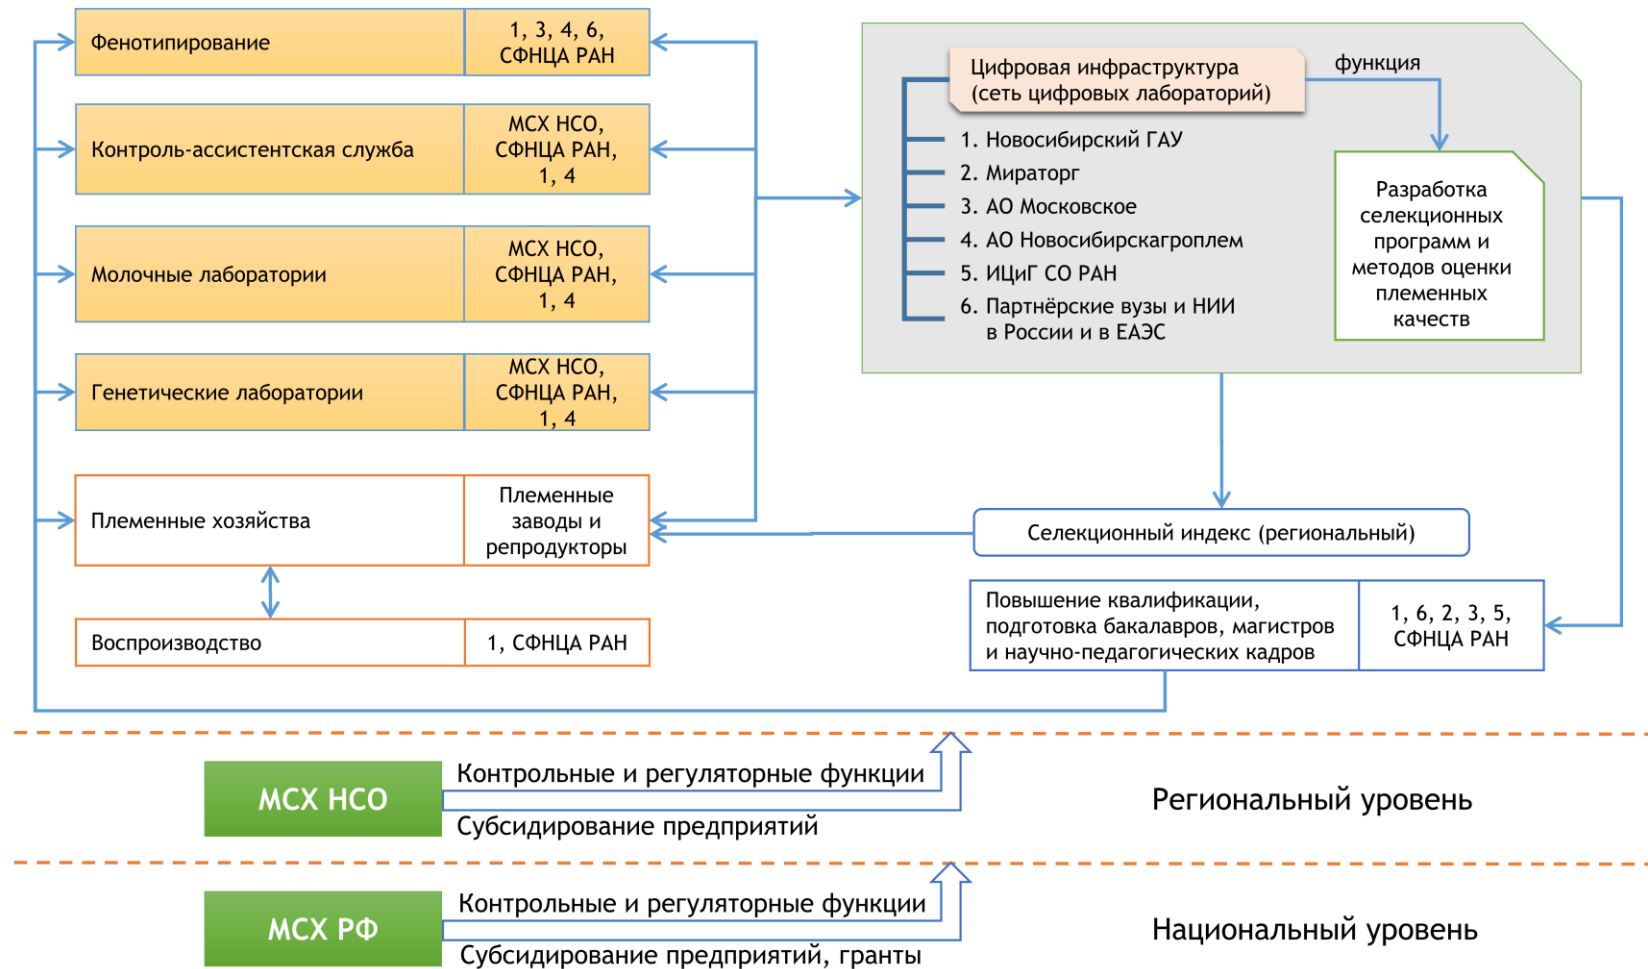 Фенотипирование
1, 3, 4, 6,
СФНЦА РАН
Контроль-ассистентская служба
МСХ НСО,
СФНЦА РАН,
1, 4
Молочные лаборатории
МСХ НСО,
СФНЦА РАН,
1, 4
Генетические лаборатории
МСХ НСО,
СФНЦА РАН,
1, 4
Племенные хозяйства
Племенные
заводы и
репродукторы
Воспроизводство
1, СФНЦА РАН
Цифровая инфраструктура
(сеть цифровых лабораторий)
функция
1. Новосибирский ГАУ
2. Мираторг
3. АО Московское
4. АО Новосибирскагроплем
5. ИЦиГ СО РАН
6. Партнёрские вузы и НИИ
в России и в ЕАЭС
Разработка
селекционных
программ и
методов оценки
племенных
качеств
Селекционный индекс (региональный)
Повышение квалификации,
подготовка бакалавров, магистров
и научно-педагогических кадров
1, 6, 2, 3, 5,
СФНЦА РАН
МСХ НСО
Контрольные и регуляторные функции
Субсидирование предприятий
Региональный уровень
МСХ РФ
Контрольные и регуляторные функции
Субсидирование предприятий, гранты
Национальный уровень